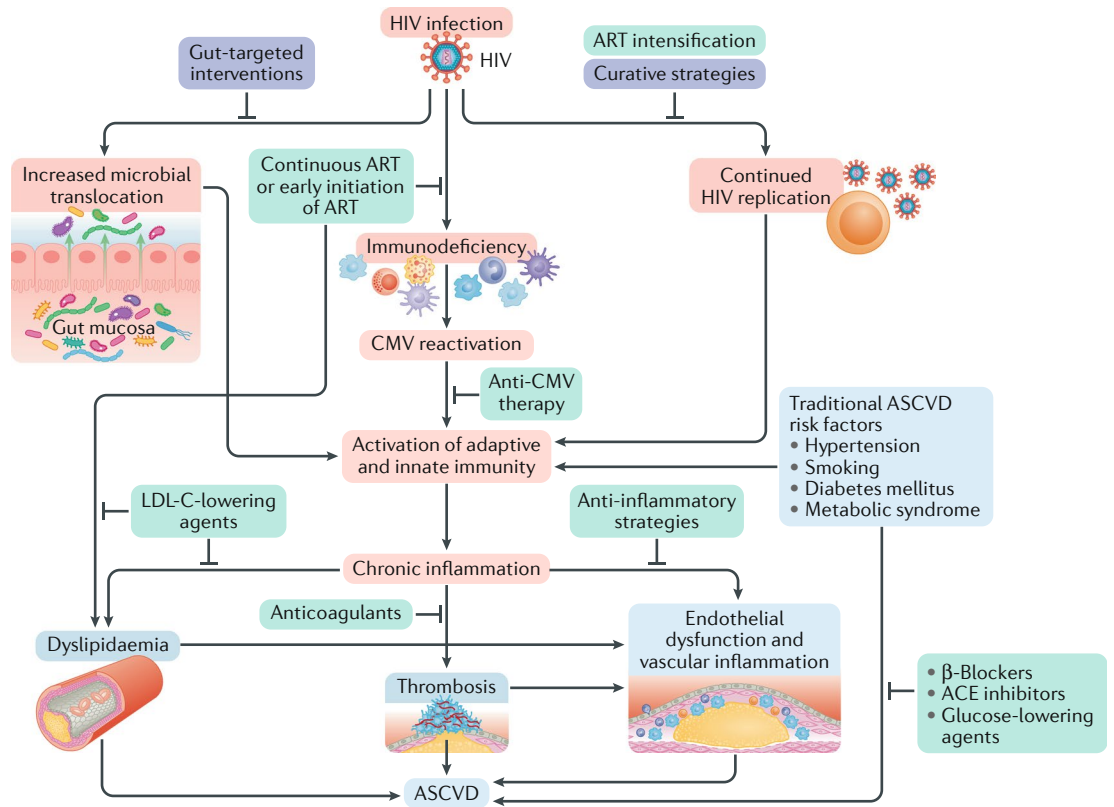 HIV infection
HIV
Gut-targeted
interventions
ART intensification
Curative strategies
Increased microbial
translocation
Continuous ART
or early initiation
of ART
Continued
HIV replication
Immunodeficiency
Gut mucosa
CMV reactivation
Anti-CMV
therapy
Traditional ASCVD
risk factors
• Hypertension
• Smoking
• Diabetes mellitus
• Metabolic syndrome
Activation of adaptive
and innate immunity
LDL-C-lowering
agents
Anti-inflammatory
strategies
Chronic inflammation
Anticoagulants
Dyslipidaemia
Endothelial
dysfunction and
vascular inflammation
Thrombosis
• β-Blockers
• ACE inhibitors
• Glucose-lowering
agents
ASCVD